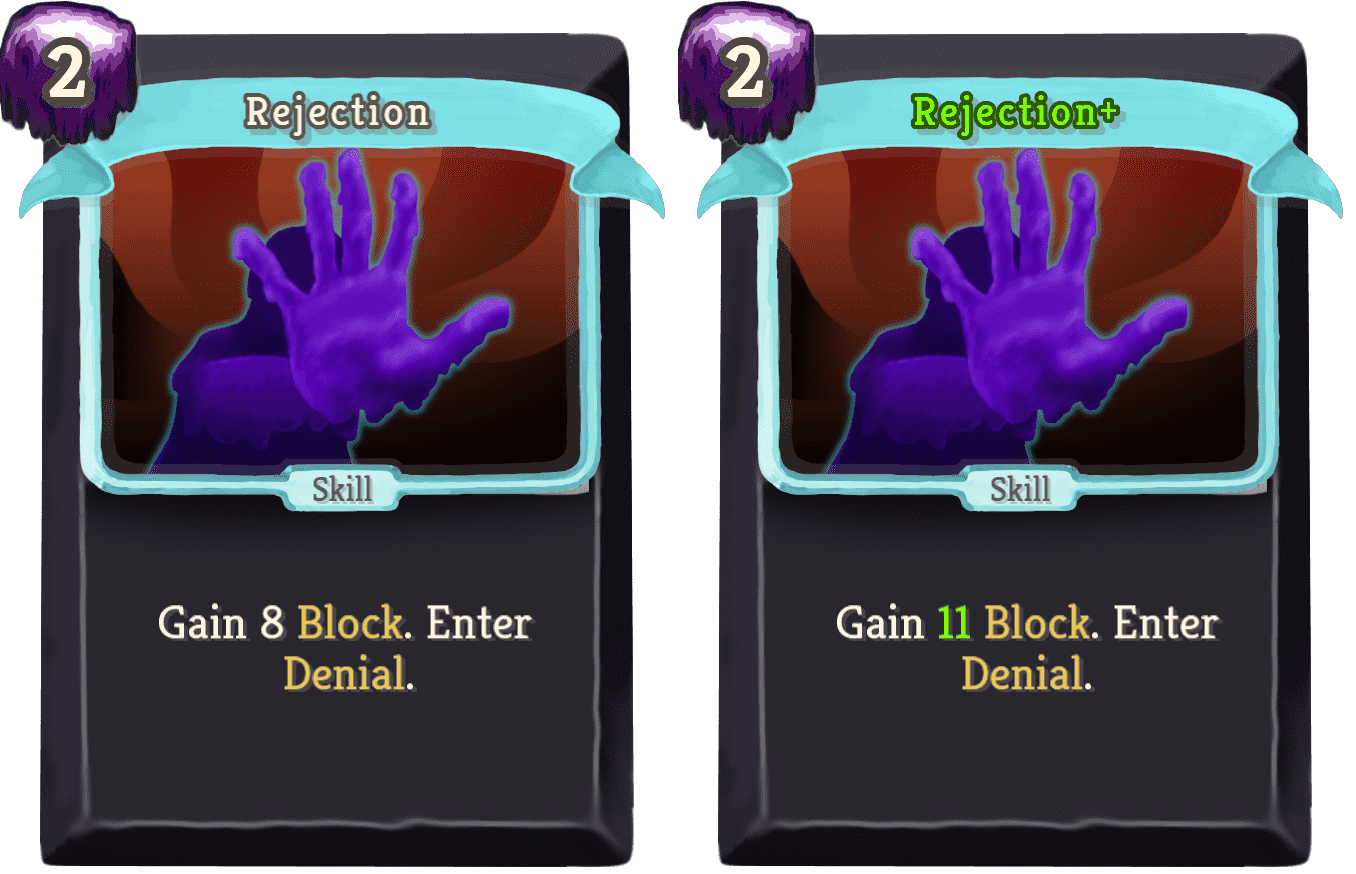 2
Rejection
Skill
Gain 8 Block. Enter
Denial.
2
Rejection+
Skill
Gain 11 Block. Enter
Denial.